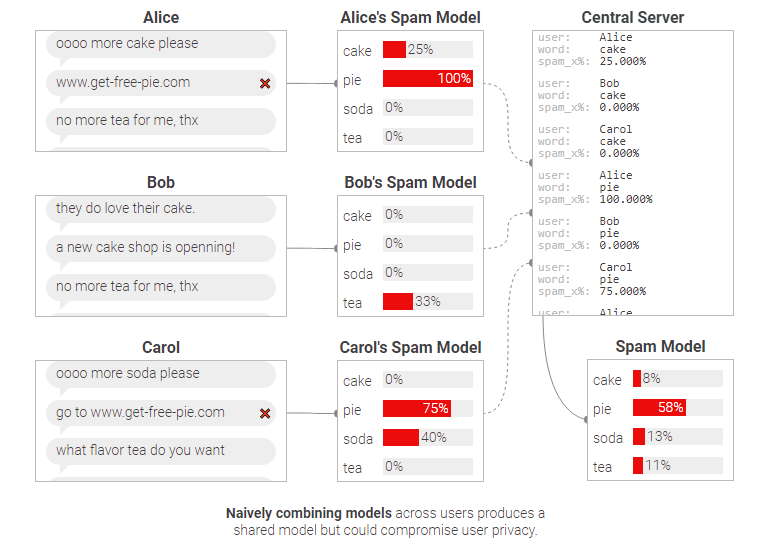 Alice
oooo more cake please
www.get-free-pie.com
no more tea for me, thx
Alice's Spam Model
cake 25%
pie 100%
soda 0%
tea 0%
Bob
they do love their cake.
a new cake shop is openning!
no more tea for me, thx
Bob's Spam Model
cake 0%
pie 0%
soda 0%
tea 33%
Carol
oooo more soda please
go to www.get-free-pie.com
what flavor tea do you want
Carol's Spam Model
cake 0%
pie 75%
soda 40%
tea 0%
Central Server
user: Alice
word: cake
spam_x%: 25.000%
user: Bob
word: cake
spam_x%: 0.000%
user: Carol
word: cake
spam_x%: 0.000%
user: Alice
word: pie
spam_x%: 100.000%
user: Bob
word: pie
spam_x%: 0.000%
user: Carol
word: pie
spam_x%: 75.000%
user: Alice
Spam Model
cake 8%
pie 58%
soda 13%
tea 11%
Naively combining models across users produces a
shared model but could compromise user privacy.